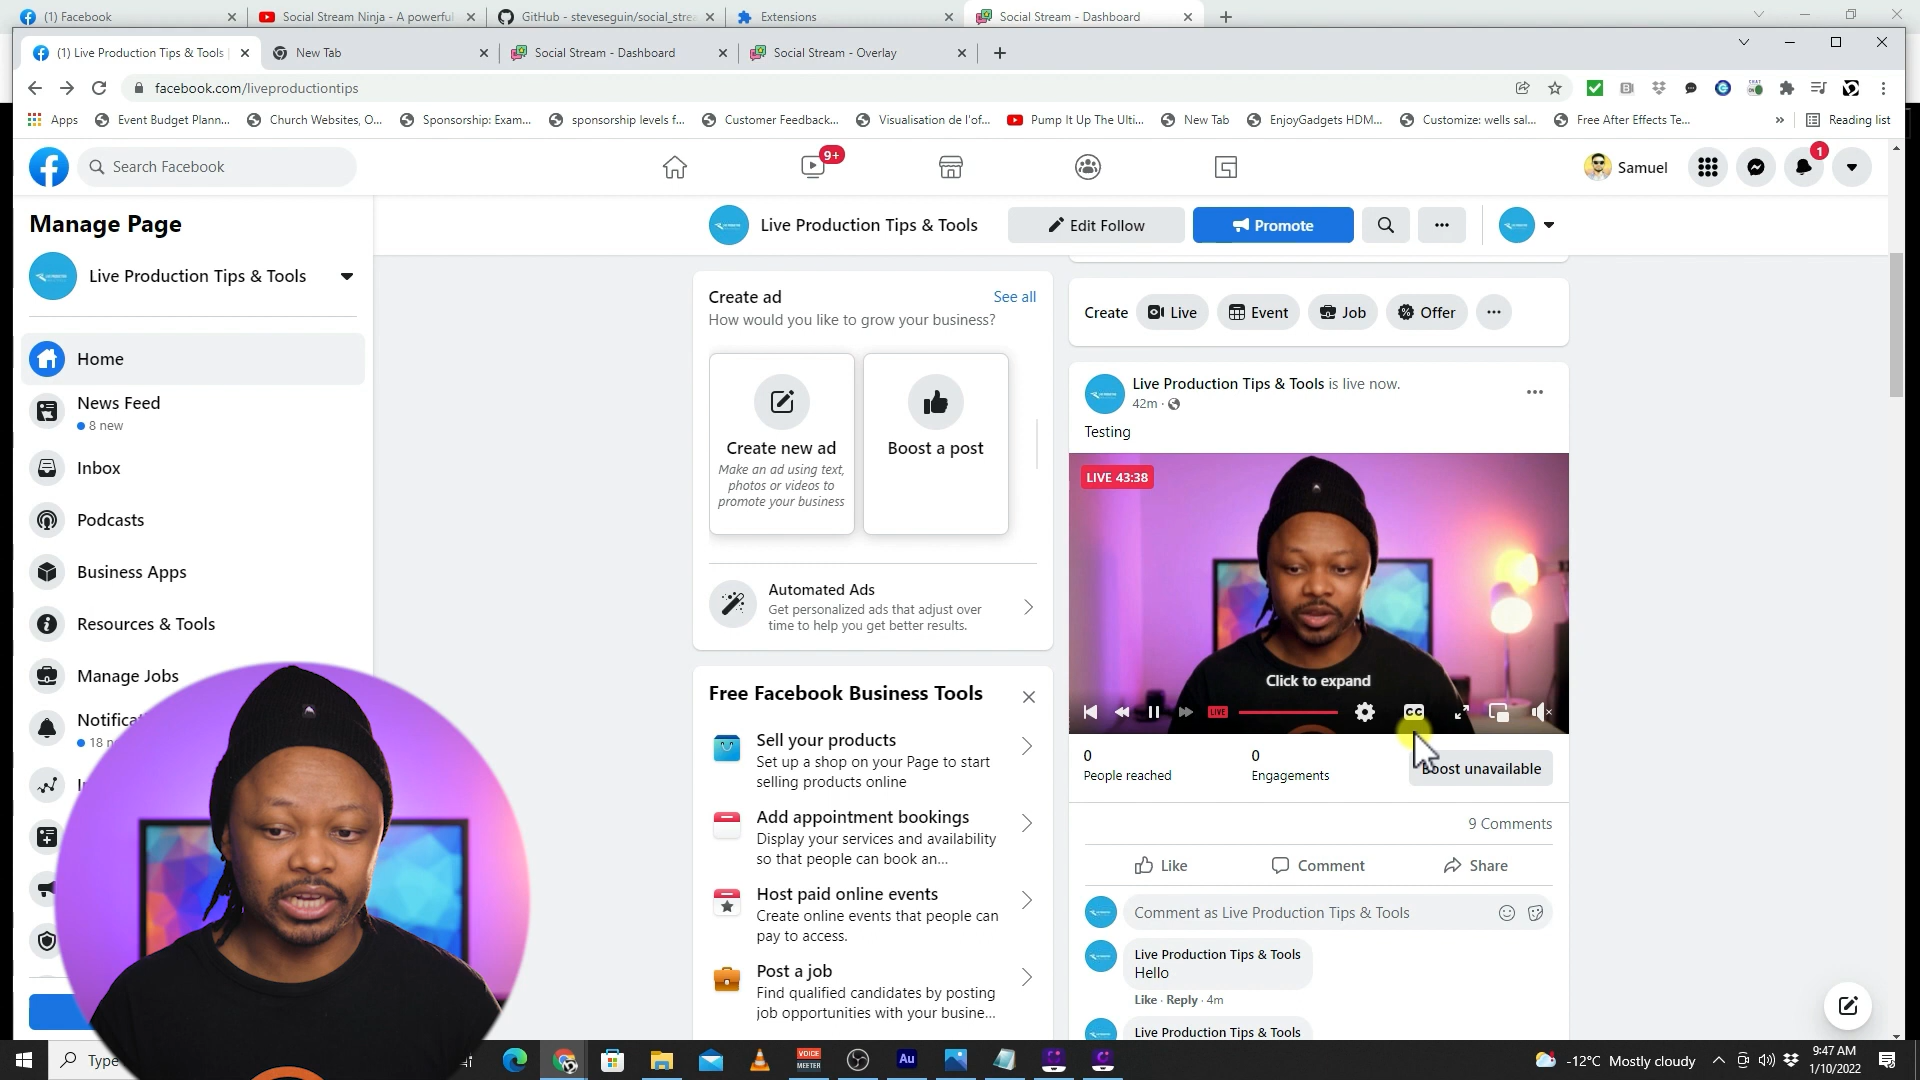 (1) Facebook
Social Stream Ninja - A powerful
GitHub - steveseguin/social_stre
Extensions
Social Stream - Dashboard
(1) Live Production Tips & Tools |
New Tab
Social Stream - Dashboard
Social Stream - Overlay
facebook.com/liveproductiontips
Apps
Event Budget Plann...
Church Websites, O...
Sponsorship: Exam...
sponsorship levels f...
Customer Feedback...
Visualisation de l'of...
Pump It Up The Ulti...
New Tab
EnjoyGadgets HDM...
Customize: wells sal...
Free After Effects Te...
»
Reading list
Search Facebook
9+
Samuel
1
Manage Page
Live Production Tips & Tools
Home
News Feed
8 new
Inbox
Podcasts
Business Apps
Resources & Tools
Manage Jobs
Live Production Tips & Tools
Edit Follow
Promote
Create ad
See all
How would you like to grow your business?
Create new ad
Make an ad using text,
photos or videos to
promote your business
Boost a post
Automated Ads
Get personalized ads that adjust over
time to help you get better results.
Free Facebook Business Tools
Sell your products
Set up a shop on your Page to start
selling products online
Add appointment bookings
Display your services and availability
so that people can book an...
Host paid online events
Create online events that people can
pay to access.
Post a job
Find qualified candidates by posting
job opportunities with your busine...
Create
Live
Event
Job
Offer
Live Production Tips & Tools is live now.
42m ·
Testing
LIVE 43:38
Click to expand
LIVE
CC
0
People reached
0
Engagements
Boost unavailable
9 Comments
Like
Comment
Share
Comment as Live Production Tips & Tools
Live Production Tips & Tools
Hello
Like · Reply · 4m
Live Production Tips & Tools
Type
VOICE
MEETER
Au
-12°C Mostly cloudy
9:47 AM
1/10/2022